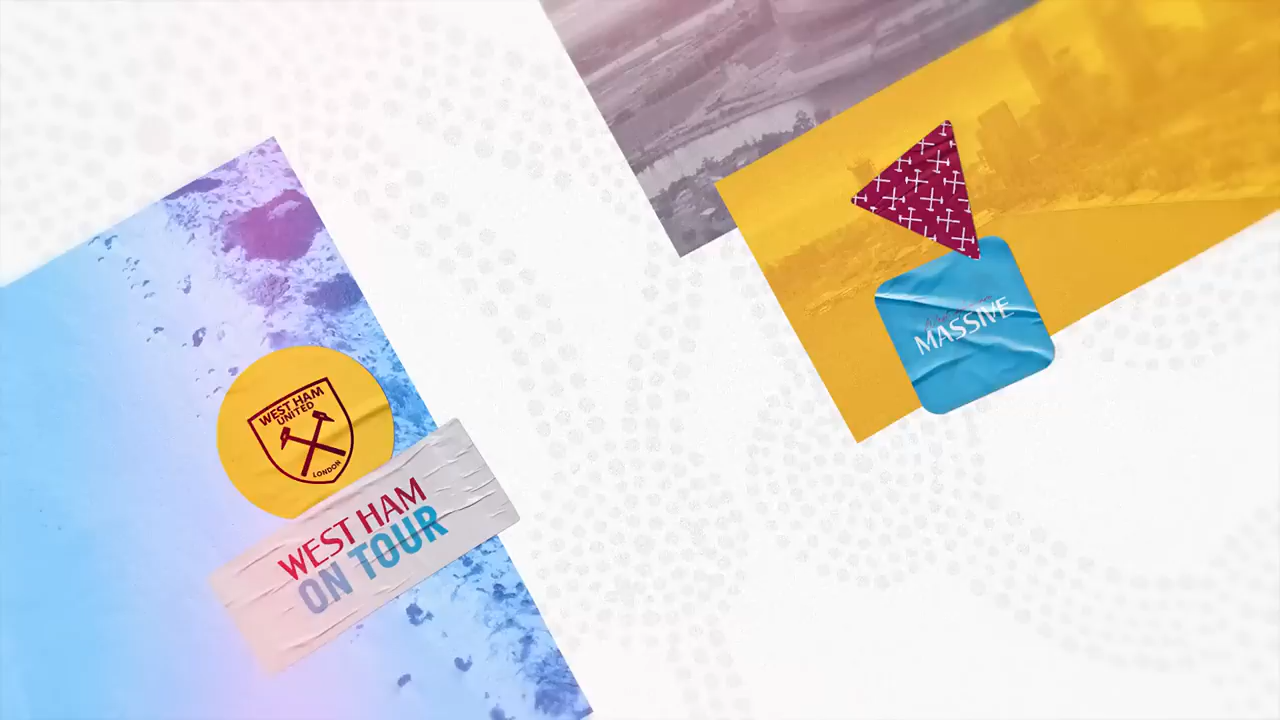 WEST HAM
UNITED
LONDON
WEST HAM
ON TOUR
MASSIVE